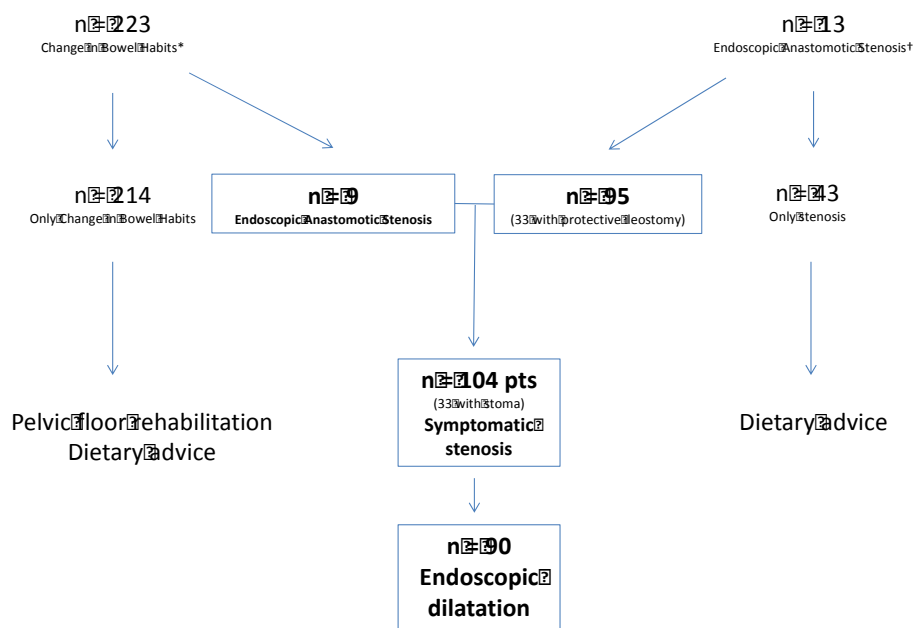 n = 223
Change in Bowel Habits*
n = 13
Endoscopic Anastomotic Stenosis†
n = 214
Only Change in Bowel Habits
n = 9
Endoscopic Anastomotic Stenosis
n = 95
(33 with protective ileostomy)
n = 43
Only stenosis
n = 104 pts
(33 with stoma)
Symptomatic
stenosis
Pelvic floor rehabilitation
Dietary advice
Dietary advice
n = 90
Endoscopic
dilatation